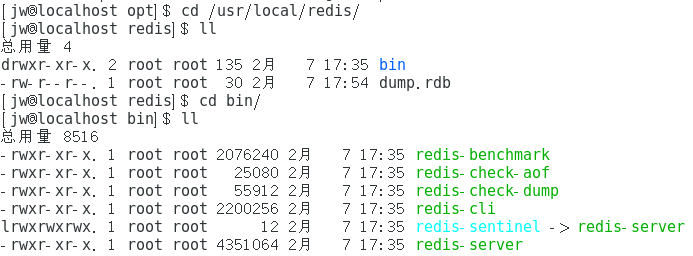 [jw@localhost opt]$ cd /usr/local/redis/
[jw@localhost redis]$ ll
总用量 4
drwxr-xr-x. 2 root root 135 2月   7 17:35 bin
-rw-r--r--. 1 root root  30 2月   7 17:54 dump.rdb
[jw@localhost redis]$ cd bin/
[jw@localhost bin]$ ll
总用量 8516
-rwxr-xr-x. 1 root root 2076240 2月   7 17:35 redis-benchmark
-rwxr-xr-x. 1 root root   25080 2月   7 17:35 redis-check-aof
-rwxr-xr-x. 1 root root   55912 2月   7 17:35 redis-check-dump
-rwxr-xr-x. 1 root root 2200256 2月   7 17:35 redis-cli
lrwxrwxrwx. 1 root root      12 2月   7 17:35 redis-sentinel -> redis-server
-rwxr-xr-x. 1 root root 4351064 2月   7 17:35 redis-server